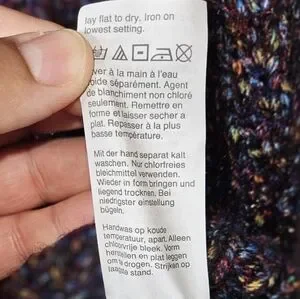 lay flat to dry. Iron on
lowest setting.
ver à la main à l'eau
oide séparément. Agent
de blanchiment non chloré
seulement. Remettre en
forme et laisser secher a
plat. Repasser à la plus
basse température.
Mit der hand separat kalt
waschen. Nur chlorfreies
bleichmittel verwenden.
Wieder in form bringen und
liegend trocknen. Bei
niedrigster einstellung
bügeln.
Handwas op koude
temperatuur, apart. Alleen
chloorvrije bleek. Vorm
herstellen en plat leggen
om te drogen. Strijken op
laagste stand.